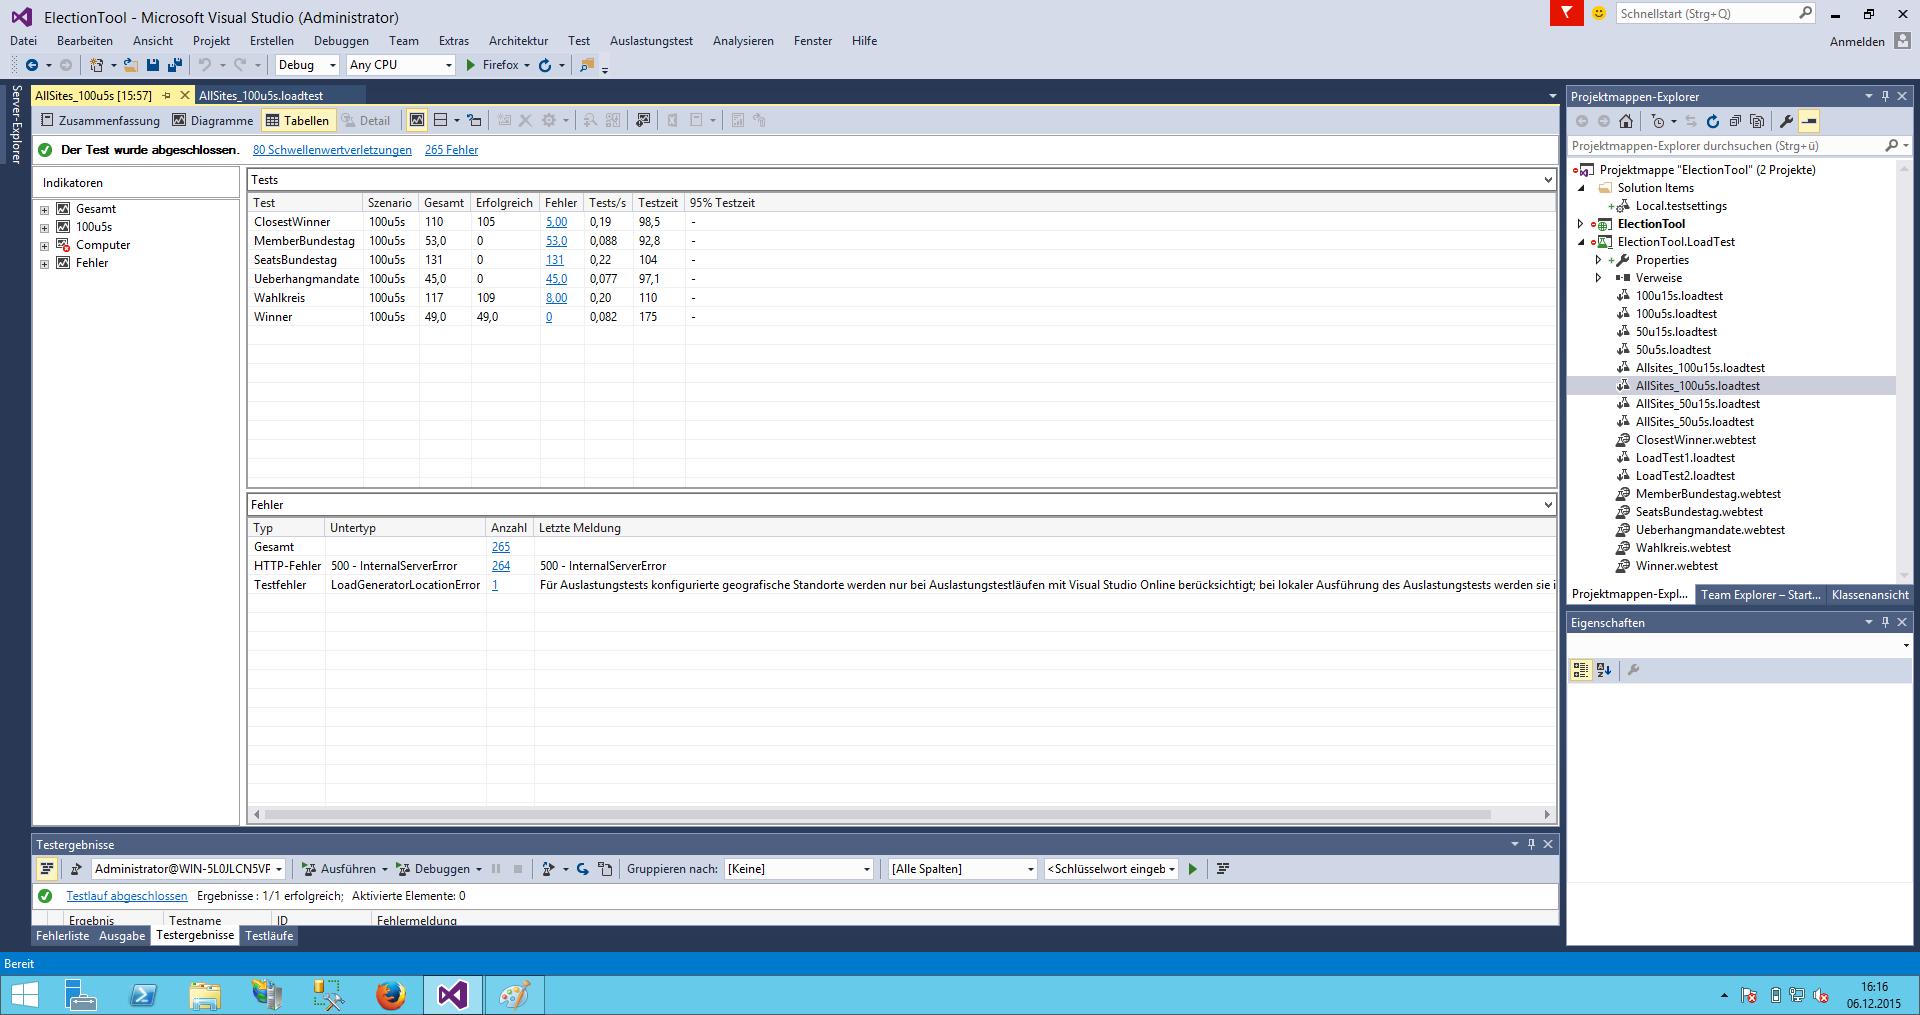 ElectionTool - Microsoft Visual Studio (Administrator)
Schnellstart (Strg+Q)
Datei Bearbeiten Ansicht Projekt Erstellen Debuggen Team Extras Architektur Test Auslastungstest Analysieren Fenster Hilfe
Anmelden
Debug Any CPU Firefox
Server-Explorer
AllSites_100u5s [15:57] AllSites_100u5s.loadtest
Zusammenfassung Diagramme Tabellen Detail
Der Test wurde abgeschlossen. 80 Schwellenwertverletzungen 265 Fehler
Indikatoren
Gesamt
100u5s
Computer
Fehler
Tests
Test Szenario Gesamt Erfolgreich Fehler Tests/s Testzeit 95% Testzeit
ClosestWinner 100u5s 110 105 5,00 0,19 98,5 -
MemberBundestag 100u5s 53,0 0 53,0 0,088 92,8 -
SeatsBundestag 100u5s 131 0 131 0,22 104 -
Ueberhangmandate 100u5s 45,0 0 45,0 0,077 97,1 -
Wahlkreis 100u5s 117 109 8,00 0,20 110 -
Winner 100u5s 49,0 49,0 0 0,082 175 -
Fehler
Typ Untertyp Anzahl Letzte Meldung
Gesamt 265
HTTP-Fehler 500 - InternalServerError 264 500 - InternalServerError
Testfehler LoadGeneratorLocationError 1 Für Auslastungstests konfigurierte geografische Standorte werden nur bei Auslastungstestläufen mit Visual Studio Online berücksichtigt; bei lokaler Ausführung des Auslastungstests werden sie i
Projektmappen-Explorer
Projektmappen-Explorer durchsuchen (Strg+ü)
Projektmappe "ElectionTool" (2 Projekte)
Solution Items
Local.testsettings
ElectionTool
ElectionTool.LoadTest
Properties
Verweise
100u15s.loadtest
100u5s.loadtest
50u15s.loadtest
50u5s.loadtest
Allsites_100u15s.loadtest
AllSites_100u5s.loadtest
AllSites_50u15s.loadtest
AllSites_50u5s.loadtest
ClosestWinner.webtest
LoadTest1.loadtest
LoadTest2.loadtest
MemberBundestag.webtest
SeatsBundestag.webtest
Ueberhangmandate.webtest
Wahlkreis.webtest
Winner.webtest
Projektmappen-Expl... Team Explorer – Start... Klassenansicht
Eigenschaften
Testergebnisse
Administrator@WIN-5L0JLCN5VF Ausführen Debuggen Gruppieren nach: [Keine] [Alle Spalten] <Schlüsselwort eingeb
Testlauf abgeschlossen Ergebnisse : 1/1 erfolgreich; Aktivierte Elemente: 0
Ergebnis Testname ID Fehlermeldung
Fehlerliste Ausgabe Testergebnisse Testläufe
Bereit
16:16
06.12.2015